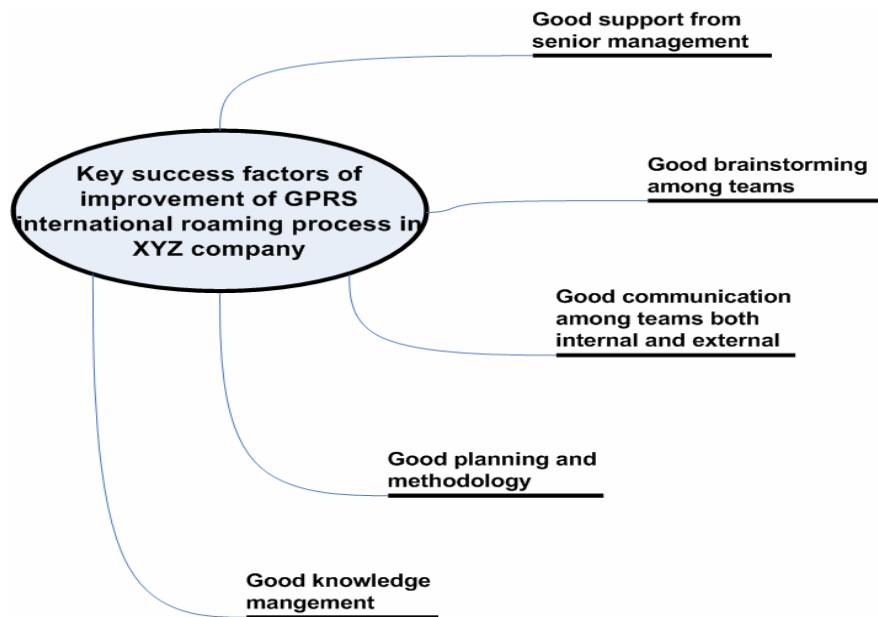 Good support from
senior management
Key success factors of
improvement of GPRS
international roaming process in
XYZ company
Good brainstorming
among teams
Good communication
among teams both
internal and external
Good planning and
methodology
Good knowledge
mangement